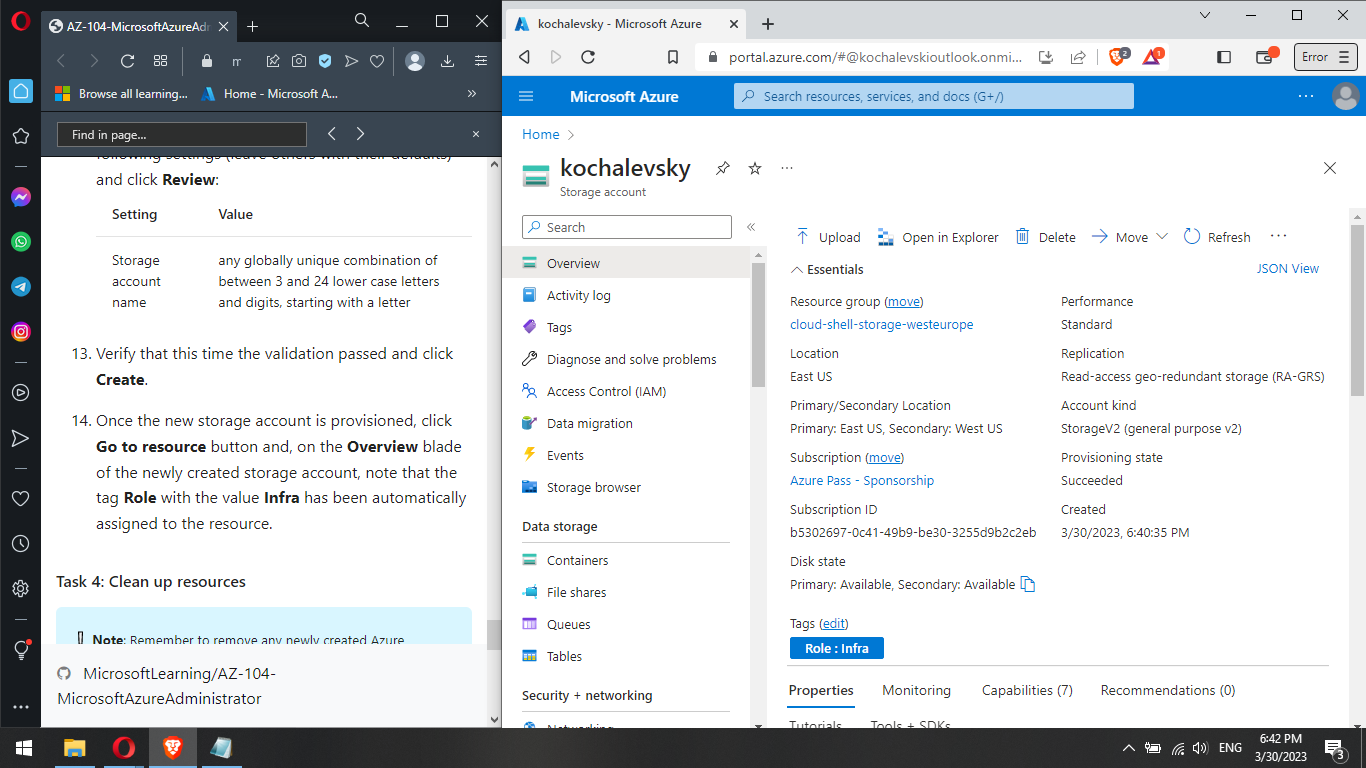 AZ-104-MicrosoftAzureAdr
Browse all learning...
Home - Microsoft A...
Find in page...
following settings (leave others with their defaults)
and click Review:
Setting Value
Storage account name any globally unique combination of between 3 and 24 lower case letters and digits, starting with a letter
13. Verify that this time the validation passed and click
Create.
14. Once the new storage account is provisioned, click
Go to resource button and, on the Overview blade
of the newly created storage account, note that the
tag Role with the value Infra has been automatically
assigned to the resource.
Task 4: Clean up resources
Note: Remember to remove any newly created Azure
MicrosoftLearning/AZ-104-
MicrosoftAzureAdministrator
kochalevsky - Microsoft Azure
portal.azure.com/#@kochalevskioutlook.onmi...
2
1
Error
Microsoft Azure
Search resources, services, and docs (G+/)
Home
kochalevsky
Storage account
Search
Overview
Activity log
Tags
Diagnose and solve problems
Access Control (IAM)
Data migration
Events
Storage browser
Data storage
Containers
File shares
Queues
Tables
Security + networking
Networking
Upload Open in Explorer Delete Move Refresh
Essentials
JSON View
Resource group (move)
cloud-shell-storage-westeurope
Location
East US
Primary/Secondary Location
Primary: East US, Secondary: West US
Subscription (move)
Azure Pass - Sponsorship
Subscription ID
b5302697-0c41-49b9-be30-3255d9b2c2eb
Disk state
Primary: Available, Secondary: Available
Performance
Standard
Replication
Read-access geo-redundant storage (RA-GRS)
Account kind
StorageV2 (general purpose v2)
Provisioning state
Succeeded
Created
3/30/2023, 6:40:35 PM
Tags (edit)
Role : Infra
Properties Monitoring Capabilities (7) Recommendations (0)
Tutorials Tools + SDKs
ENG
6:42 PM
3/30/2023
3